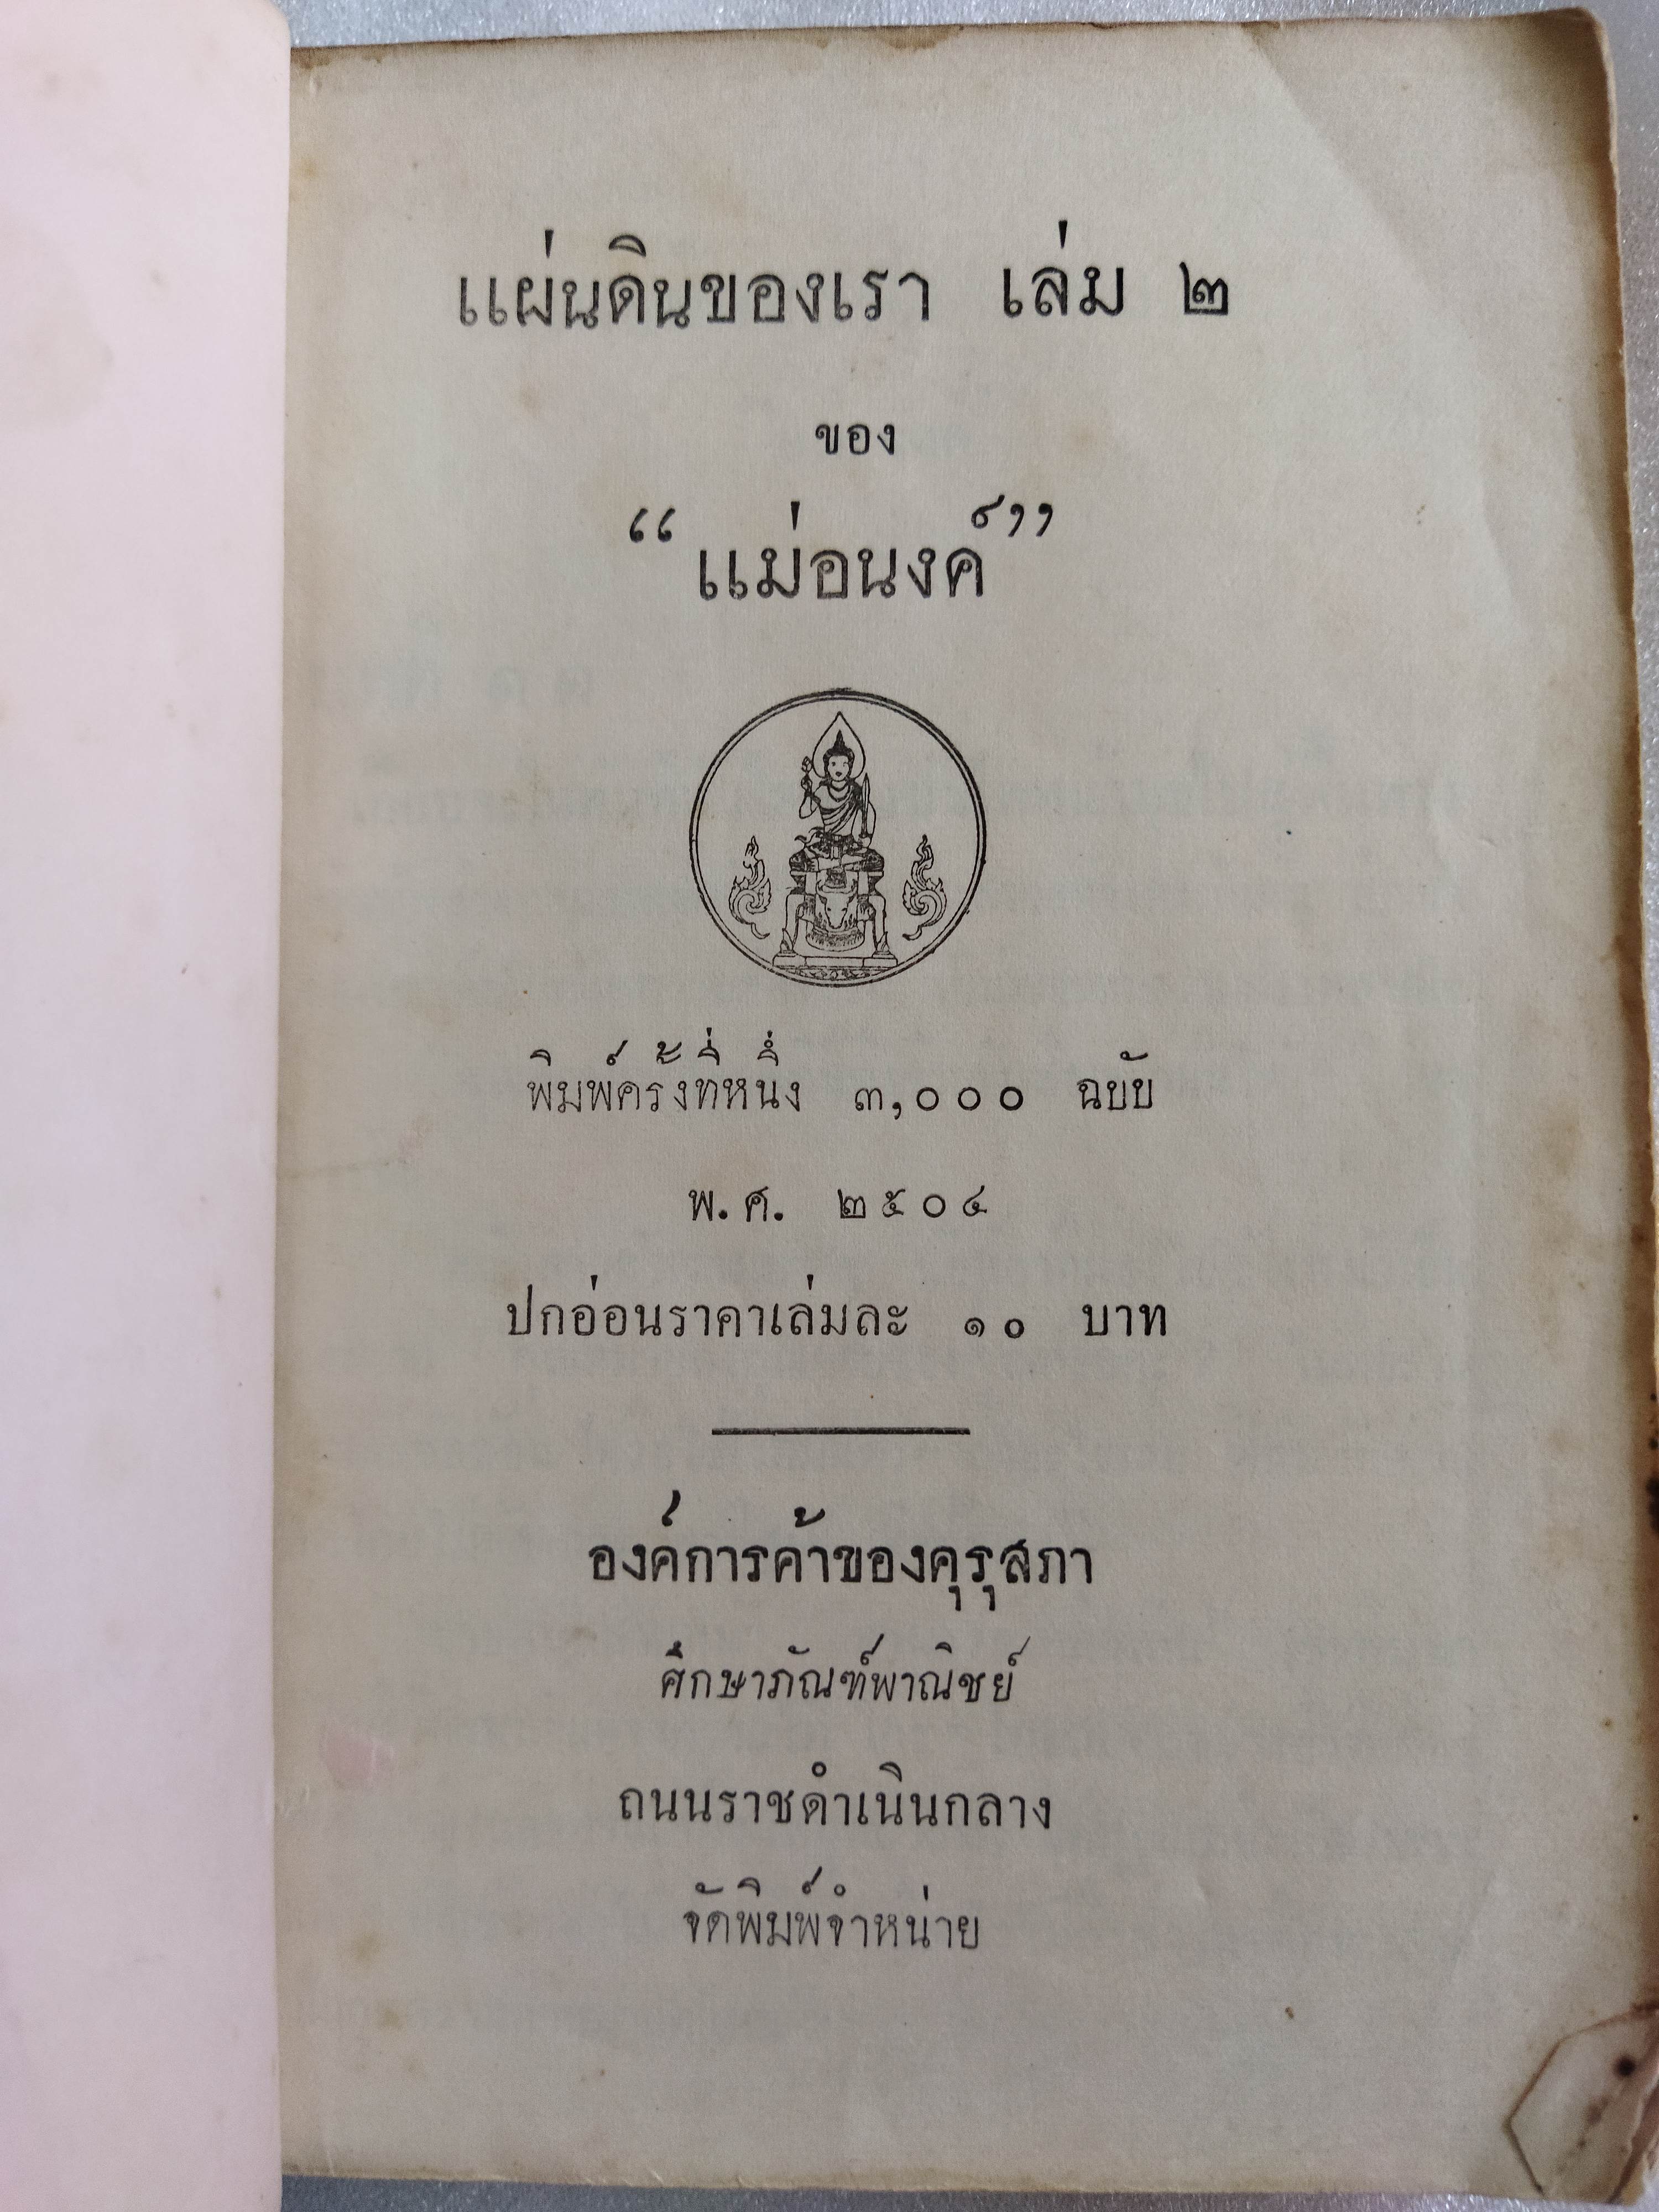 แผ่นดินของเรา เล่ม ๒
ของ
“แม่อนงค์”
พิมพ์ครั้งที่หนึ่ง ๓,๐๐๐ ฉบับ
พ.ศ. ๒๕๐๔
ปกอ่อนราคาเล่มละ ๑๐ บาท
องค์การค้าของคุรุสภา
ศึกษาภัณฑ์พาณิชย์
ถนนราชดำเนินกลาง
จัดพิมพ์จำหน่าย